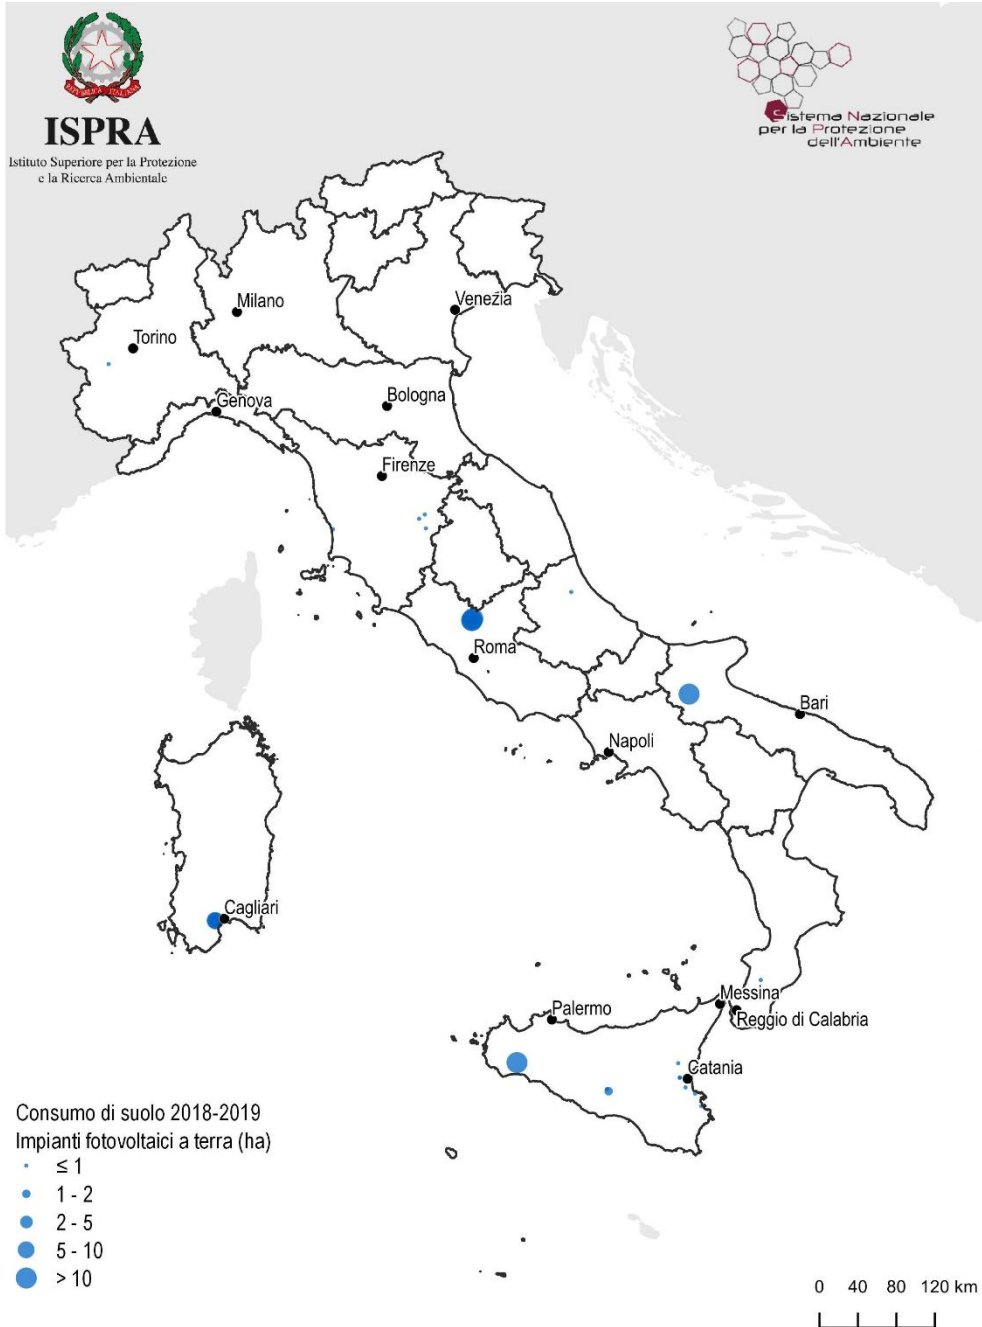 REPVBBLICA ITALIANA
ISPRA
Istituto Superiore per la Protezione
e la Ricerca Ambientale
Sistema Nazionale
per la Protezione
dell'Ambiente
Milano
Venezia
Torino
Genova
Bologna
Firenze
Roma
Bari
Napoli
Cagliari
Messina
Palermo
Reggio di Calabria
Catania
Consumo di suolo 2018-2019
Impianti fotovoltaici a terra (ha)
≤ 1
1 - 2
2 - 5
5 - 10
> 10
0 40 80 120 km